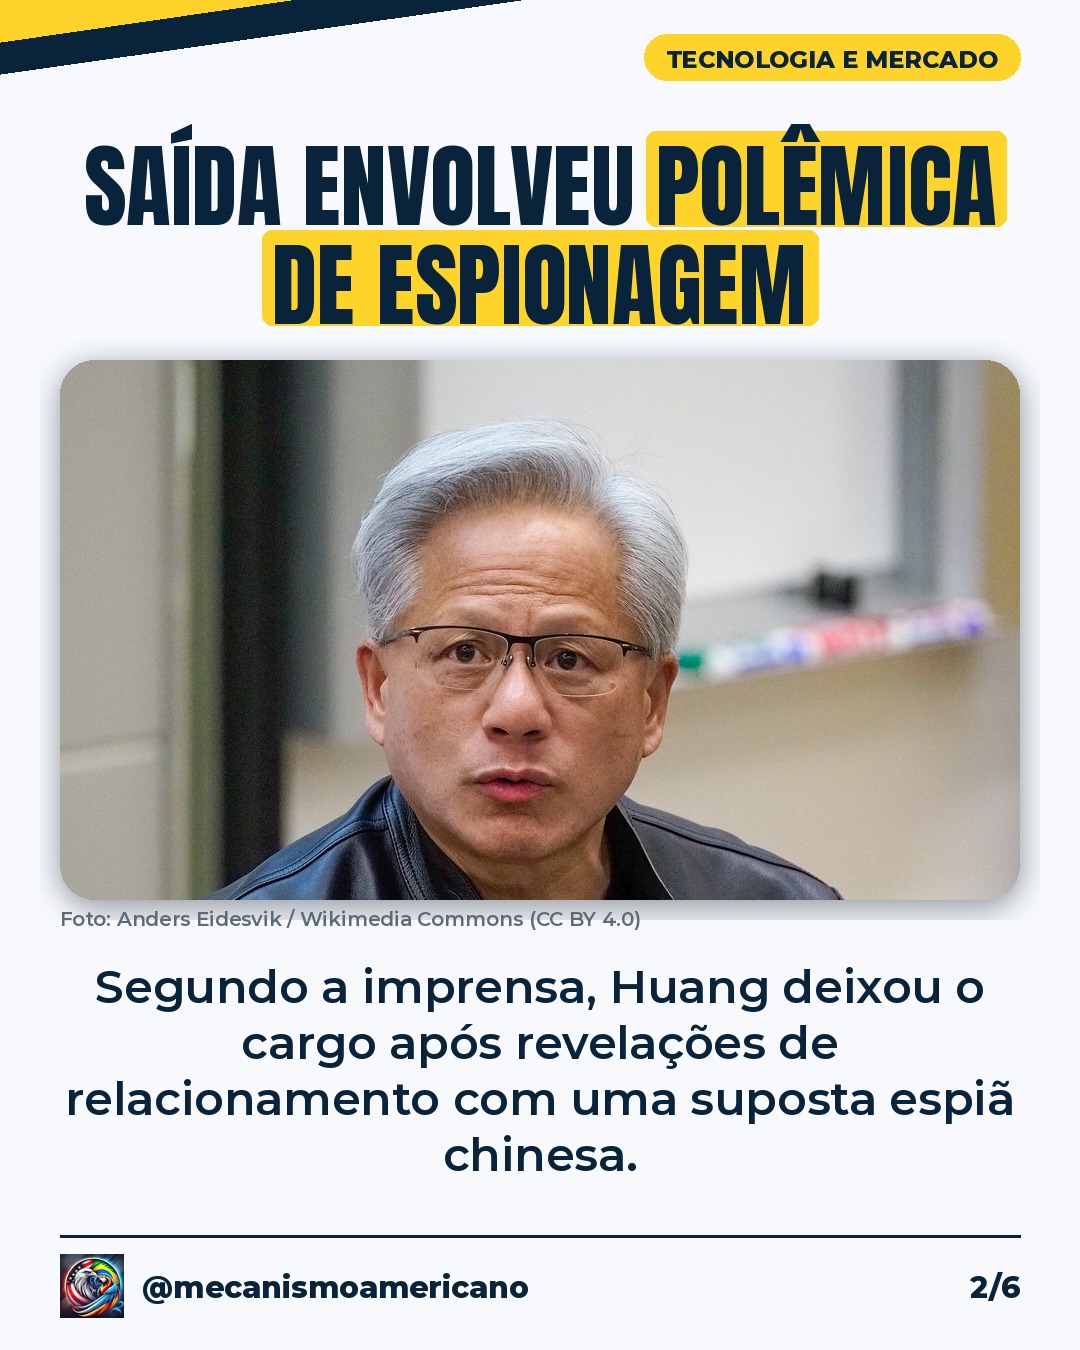 TECNOLOGIA E MERCADO
SAÍDA ENVOLVEU POLÊMICA
DE ESPIONAGEM
Foto: Anders Eidesvik / Wikimedia Commons (CC BY 4.0)
Segundo a imprensa, Huang deixou o
cargo após revelações de
relacionamento com uma suposta espiã
chinesa.
@mecanismoamericano
2/6